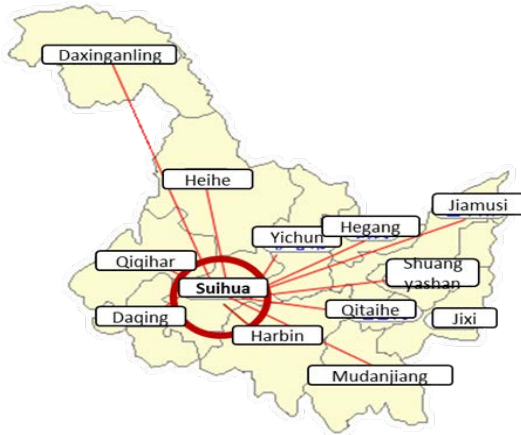 Daxinganling
Heihe
Jiamusi
Hegang
Yichun
Qiqihar
Shuang
yashan
Suihua
Qitaihe
Daqing
Jixi
Harbin
Mudanjiang